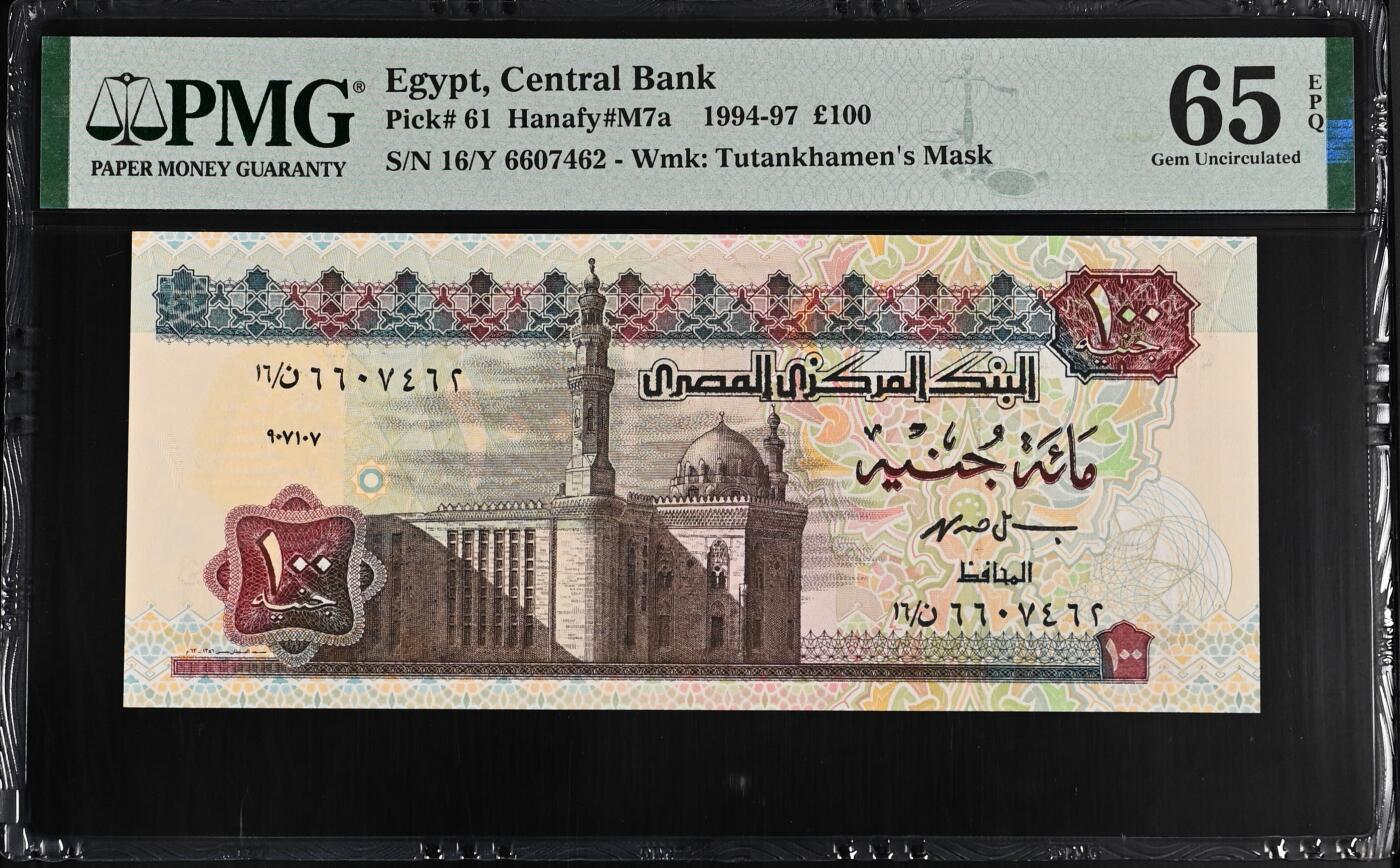 PMG®
PAPER MONEY GUARANTY
Egypt, Central Bank
Pick# 61 Hanafy#M7a 1994-97 £100
S/N 16/Y 6607462 - Wmk: Tutankhamen's Mask
65
EPQ
Gem Uncirculated
١٠٠
جنيه
١٦/ن ٦٦٠٧٤٦٢
البنك المركزى المصرى
٩٠٧١٠٧
مائة جُنيه
١٠٠
جنيه
المحافظ
١٦/ن ٦٦٠٧٤٦٢
١٠٠